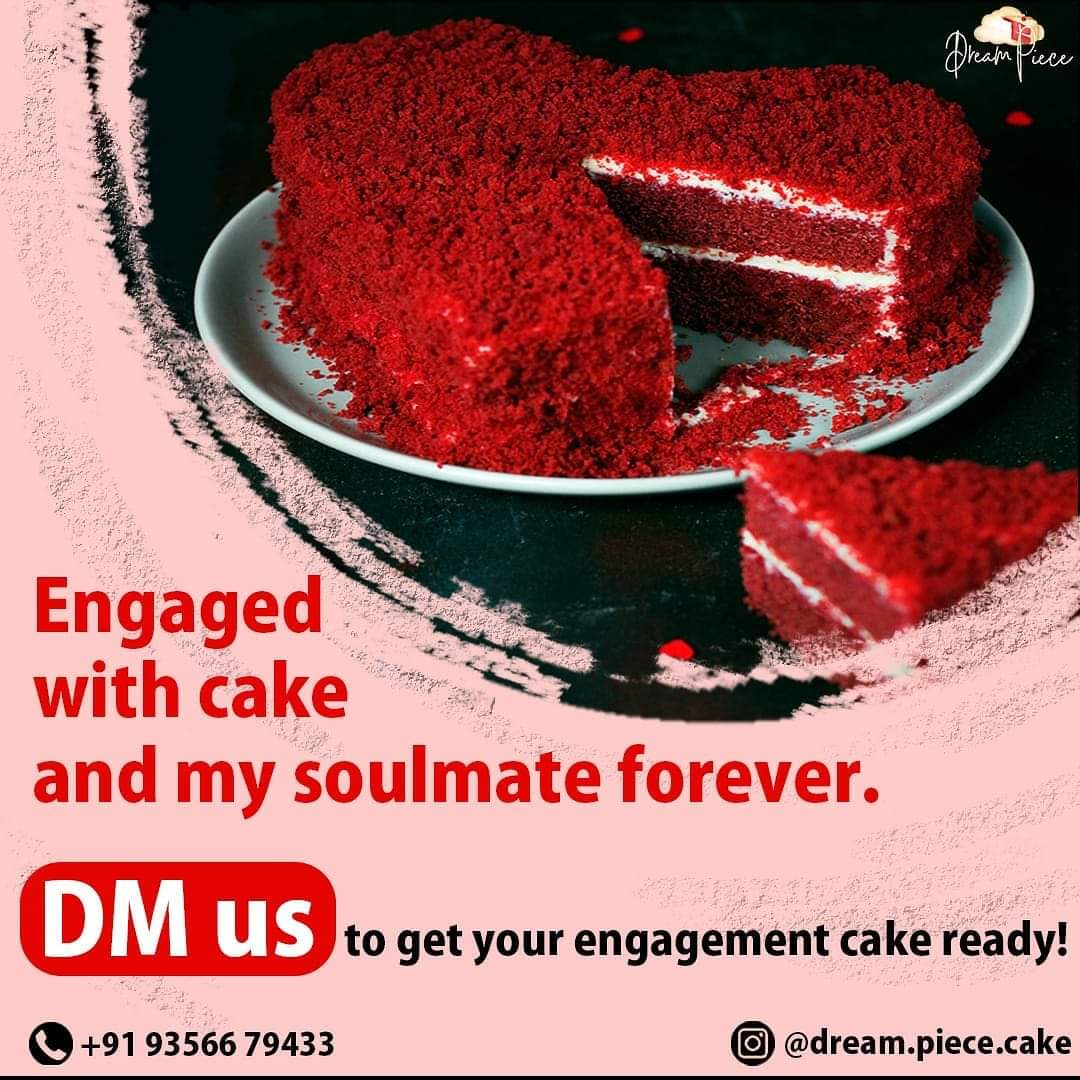 Dream Piece
Engaged
with cake
and my soulmate forever.
DM us to get your engagement cake ready!
+91 93566 79433
@dream.piece.cake